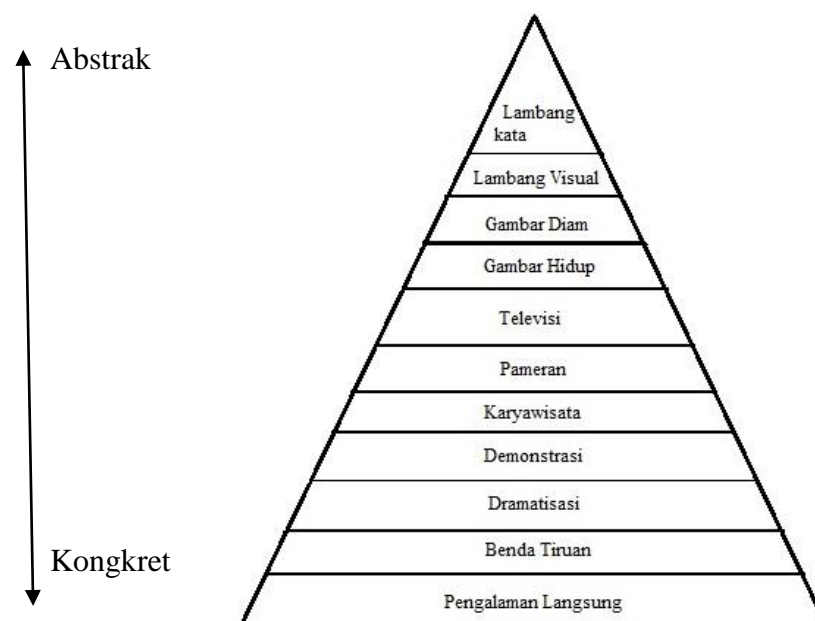 Abstrak
Lambang
kata
Lambang Visual
Gambar Diam
Gambar Hidup
Televisi
Pameran
Karyawisata
Demonstrasi
Dramatisasi
Benda Tiruan
Kongkret
Pengalaman Langsung